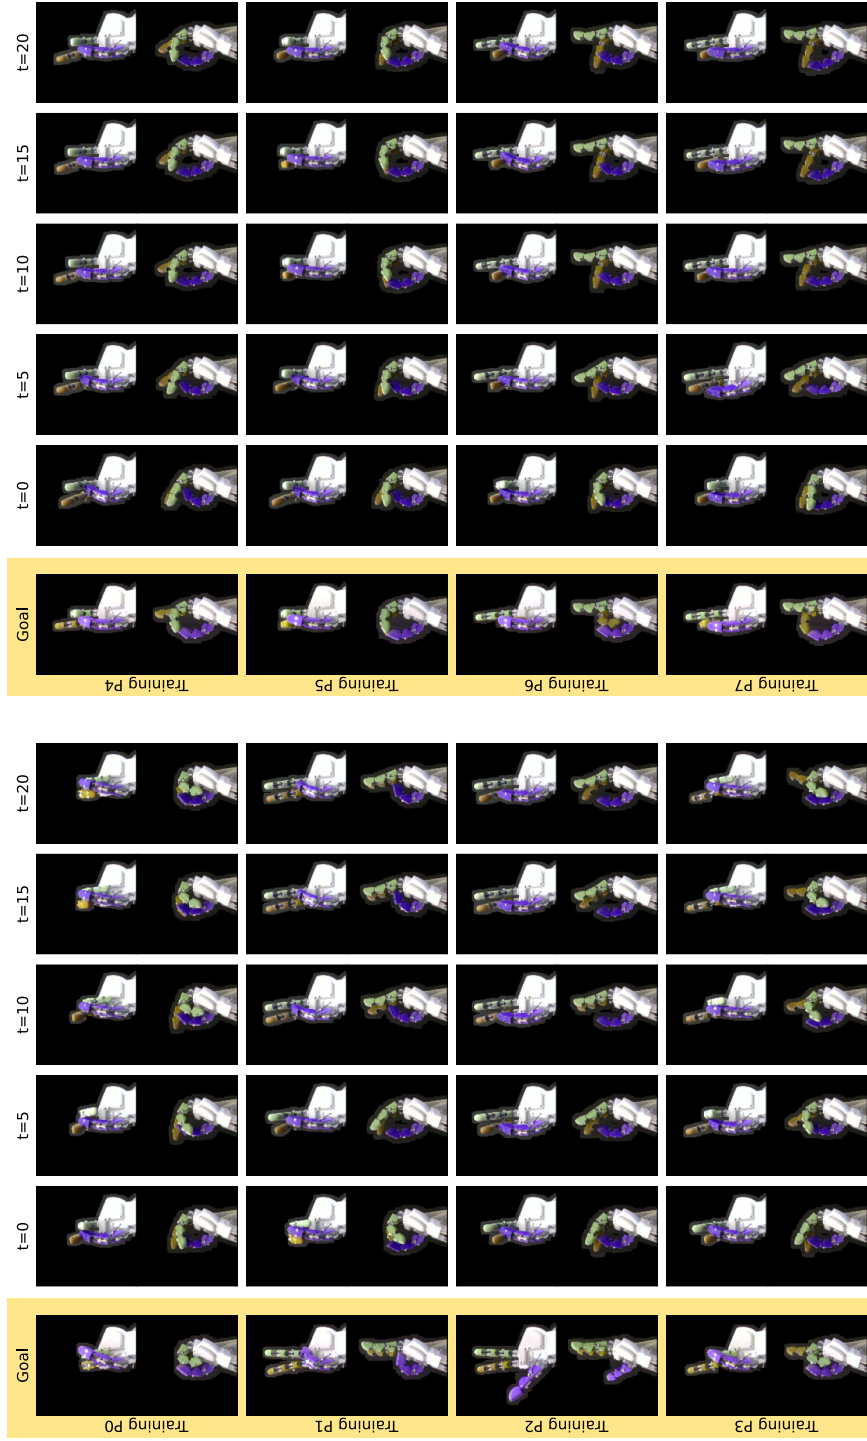 Goal
t=0
t=5
t=10
t=15
t=20
Training P0
Training P1
Training P2
Training P3
Goal
t=0
t=5
t=10
t=15
t=20
Training P4
Training P5
Training P6
Training P7